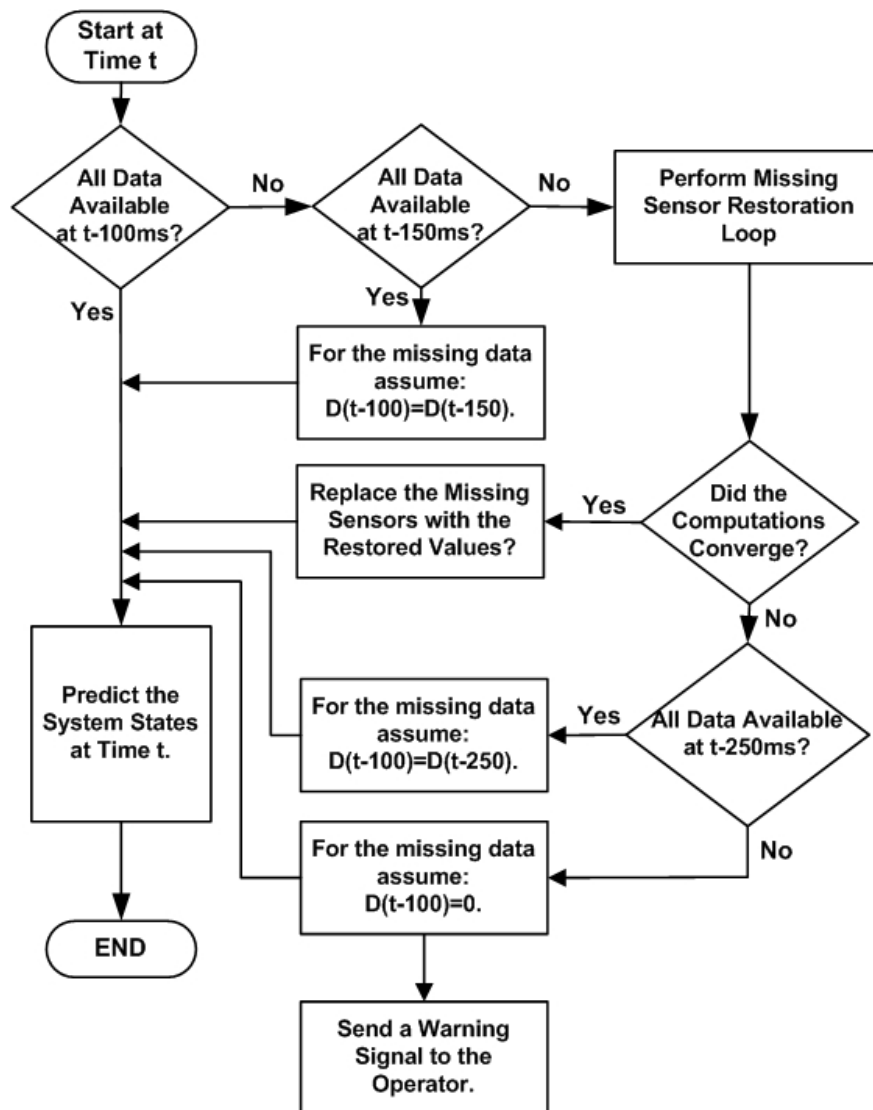 Start at
Time t
All Data
Available
at t-100ms?
No
All Data
Available
at t-150ms?
No
Perform Missing
Sensor Restoration
Loop
Yes
Yes
For the missing data
assume:
D(t-100)=D(t-150).
Replace the Missing
Sensors with the
Restored Values?
Yes
Did the
Computations
Converge?
No
Predict the
System States
at Time t.
For the missing data
assume:
D(t-100)=D(t-250).
Yes
All Data Available
at t-250ms?
No
For the missing data
assume:
D(t-100)=0.
END
Send a Warning
Signal to the
Operator.